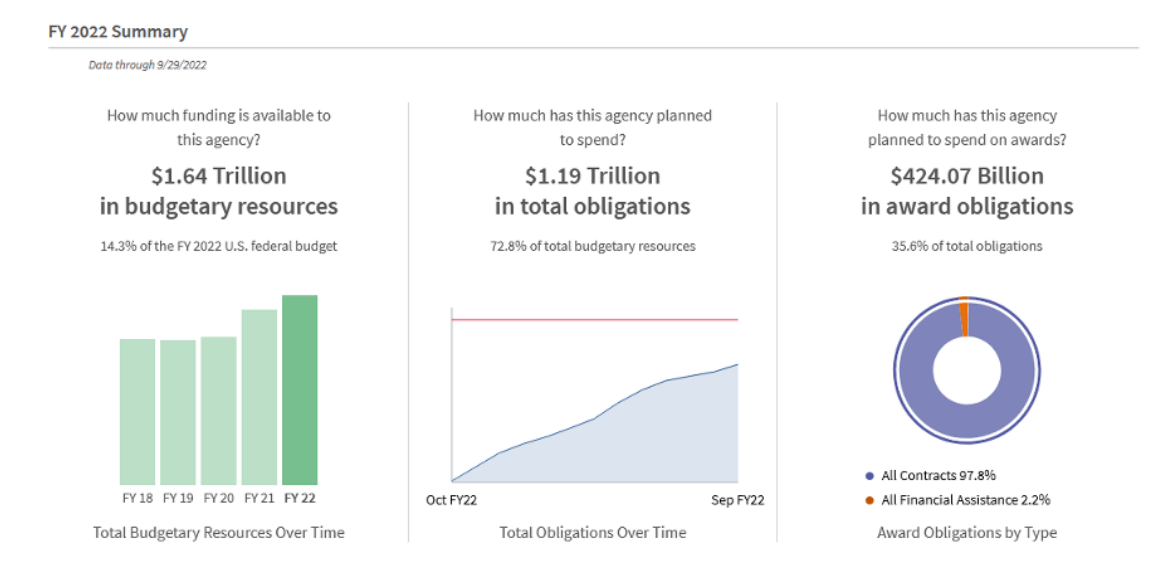 FY 2022 Summary
Data through 9/29/2022
How much funding is available to
this agency?
$1.64 Trillion
in budgetary resources
14.3% of the FY 2022 U.S. federal budget
FY 18 FY 19 FY 20 FY 21 FY 22
Total Budgetary Resources Over Time
How much has this agency planned
to spend?
$1.19 Trillion
in total obligations
72.8% of total budgetary resources
Oct FY22 Sep FY22
Total Obligations Over Time
How much has this agency
planned to spend on awards?
$424.07 Billion
in award obligations
35.6% of total obligations
All Contracts 97.8%
All Financial Assistance 2.2%
Award Obligations by Type